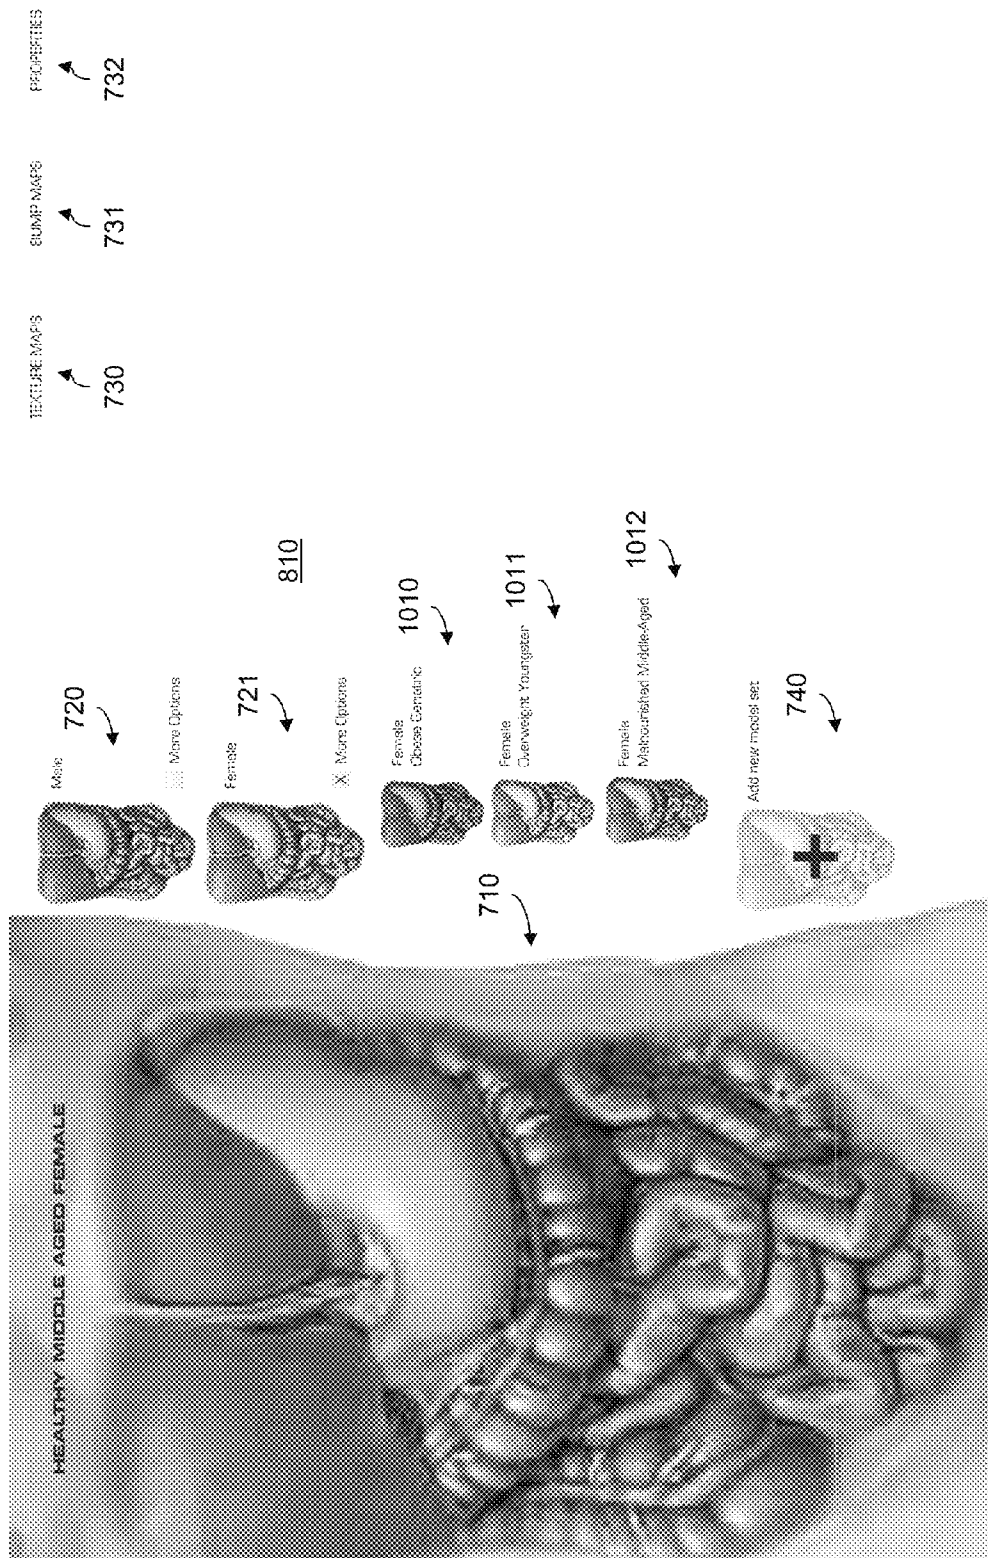 HEALTHY MIDDLE AGED FEMALE
TEXTURE MAPS
BUMP MAPS
PROPERTIES
730
731
732
Male
720
More Options
Female
721
More Options
810
Female
Obese Geriatric
1010
Female
Overweight Youngster
1011
Female
Malnourished Middle-Aged
1012
710
Add new model set
740